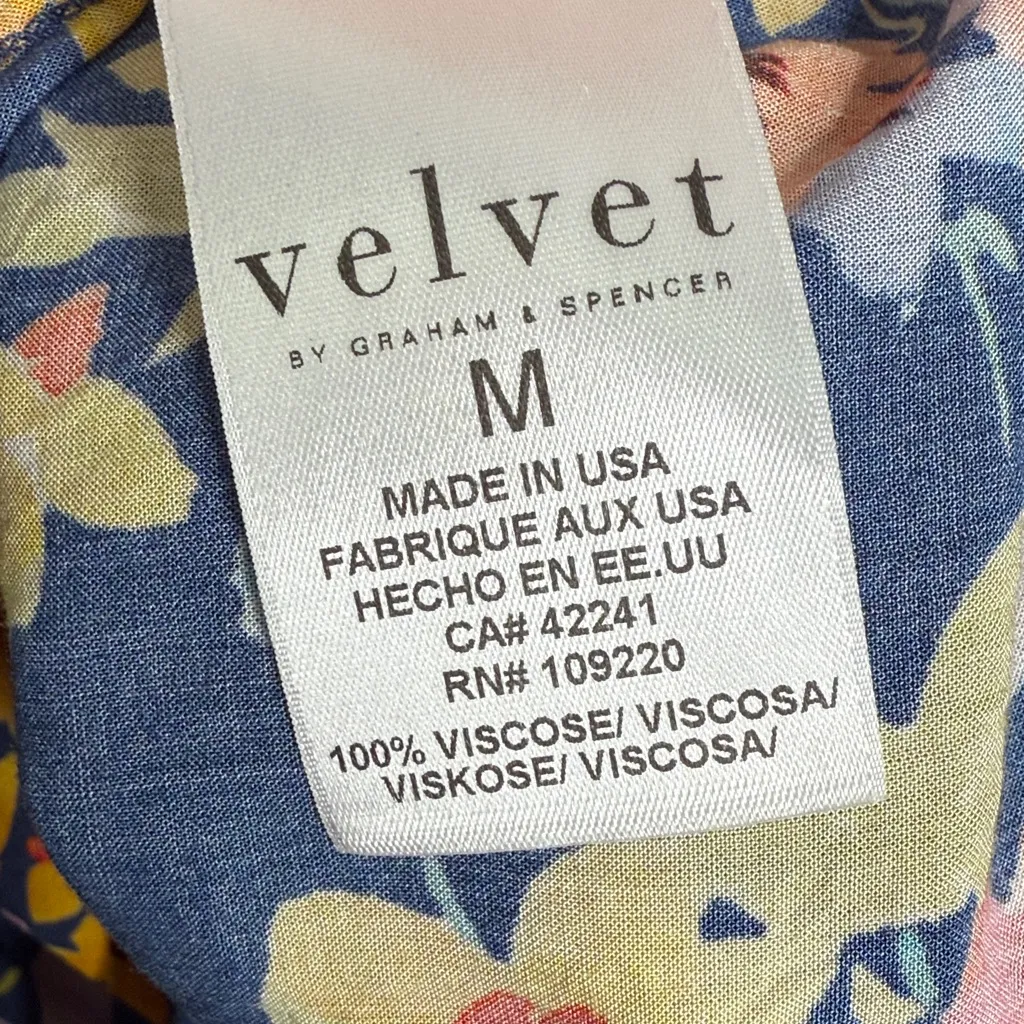 velvet
BY GRAHAM & SPENCER
M
MADE IN USA
FABRIQUE AUX USA
HECHO EN EE.UU
CA# 42241
RN# 109220
100% VISCOSE/ VISCOSA/
VISKOSE/ VISCOSA/